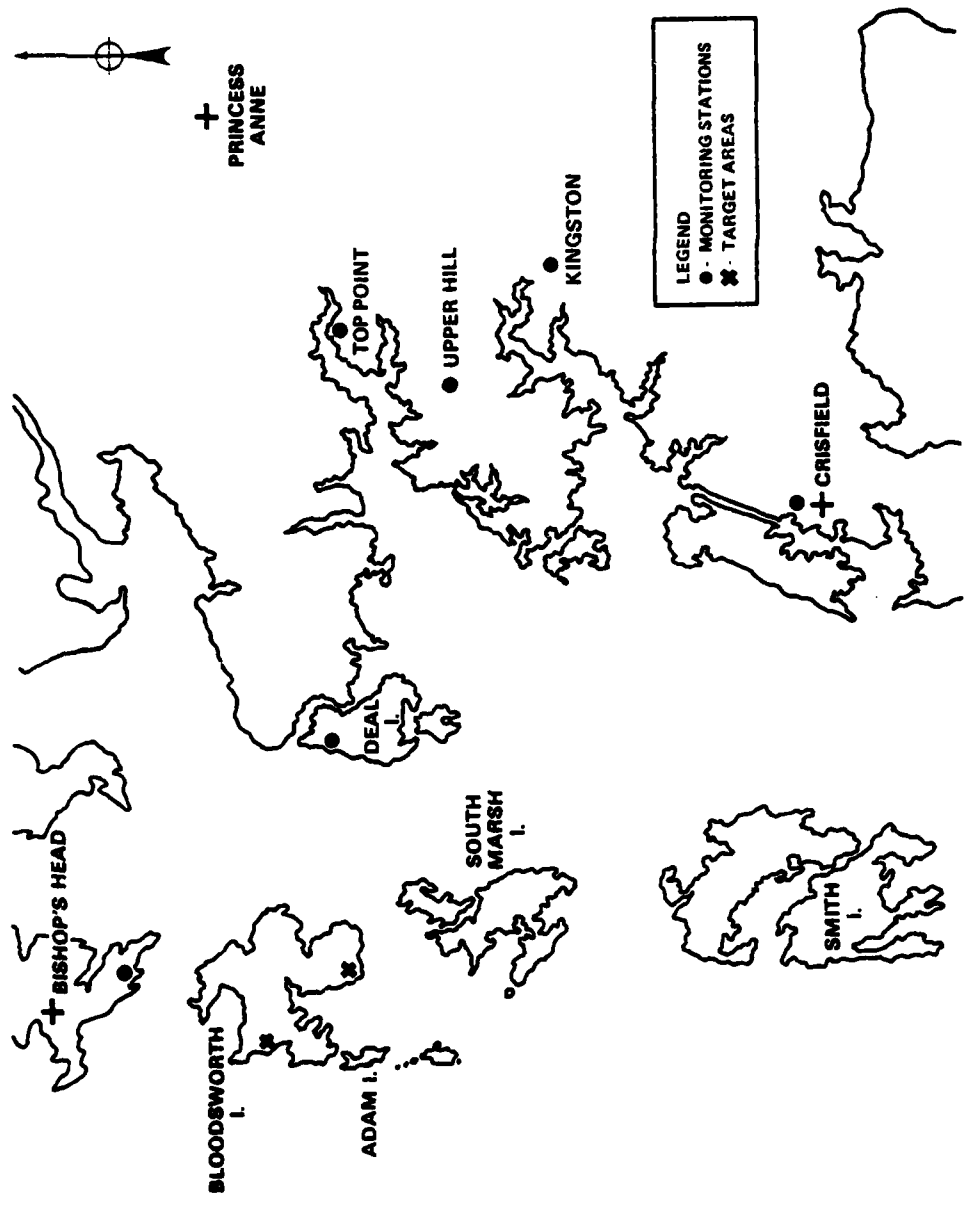 PRINCESS
ANNE
BISHOP'S HEAD
TOP POINT
BLOODSWORTH
I.
DEAL
I.
ADAM I.
UPPER HILL
SOUTH
MARSH
I.
KINGSTON
LEGEND
● - MONITORING STATIONS
✖ - TARGET AREAS
CRISFIELD
SMITH
I.